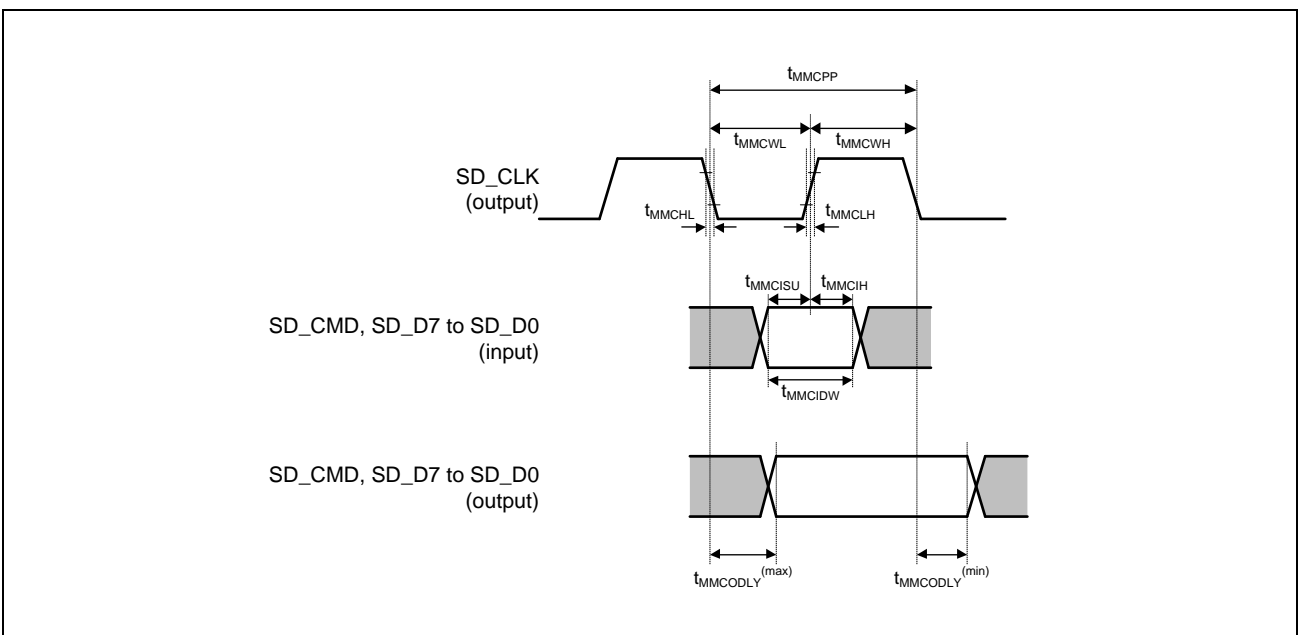 tMMCPP
tMMCWL tMMCWH
SD_CLK
(output)
tMMCHL tMMCLH
tMMCISU tMMCIH
SD_CMD, SD_D7 to SD_D0
(input)
tMMCIDW
SD_CMD, SD_D7 to SD_D0
(output)
tMMCODLY(max) tMMCODLY(min)